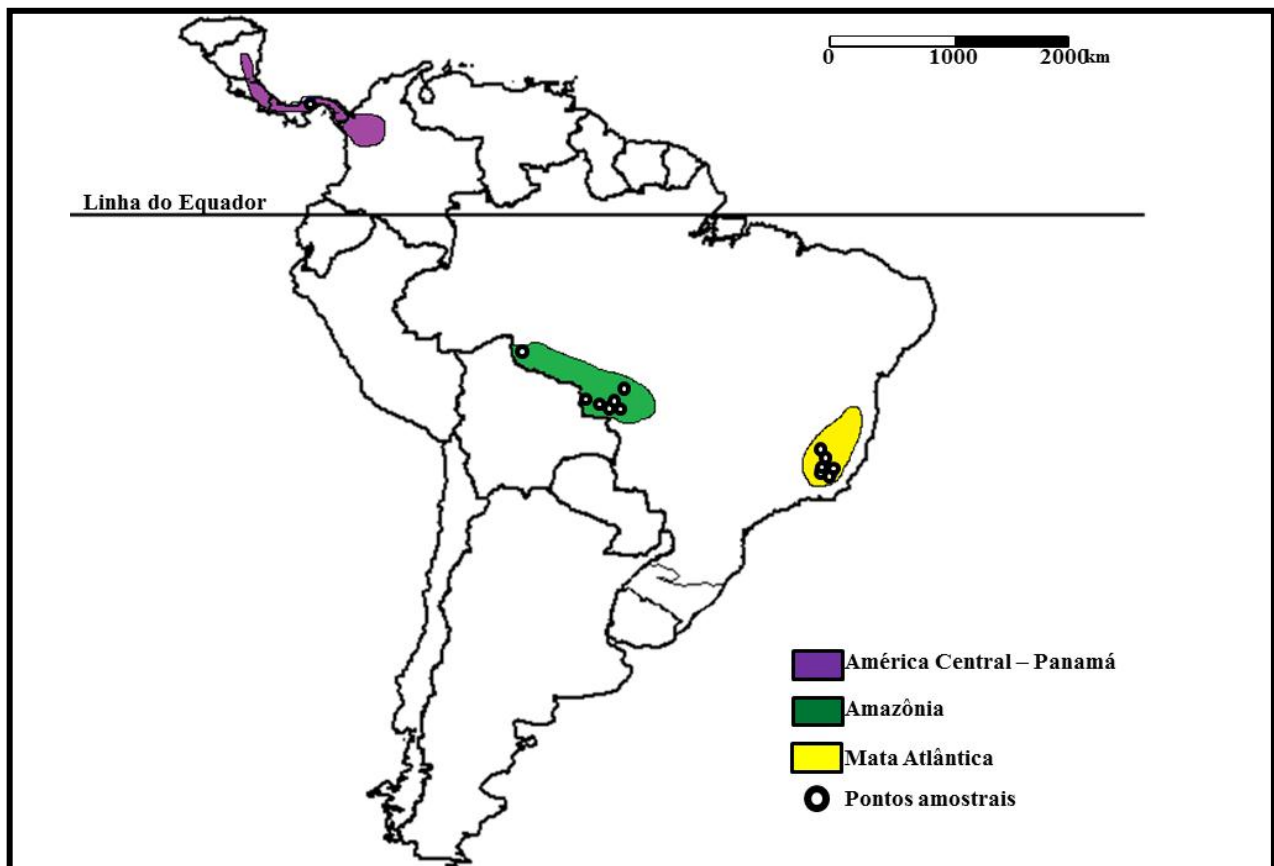 0 1000 2000km
Linha do Equador
América Central – Panamá
Amazônia
Mata Atlântica
Pontos amostrais